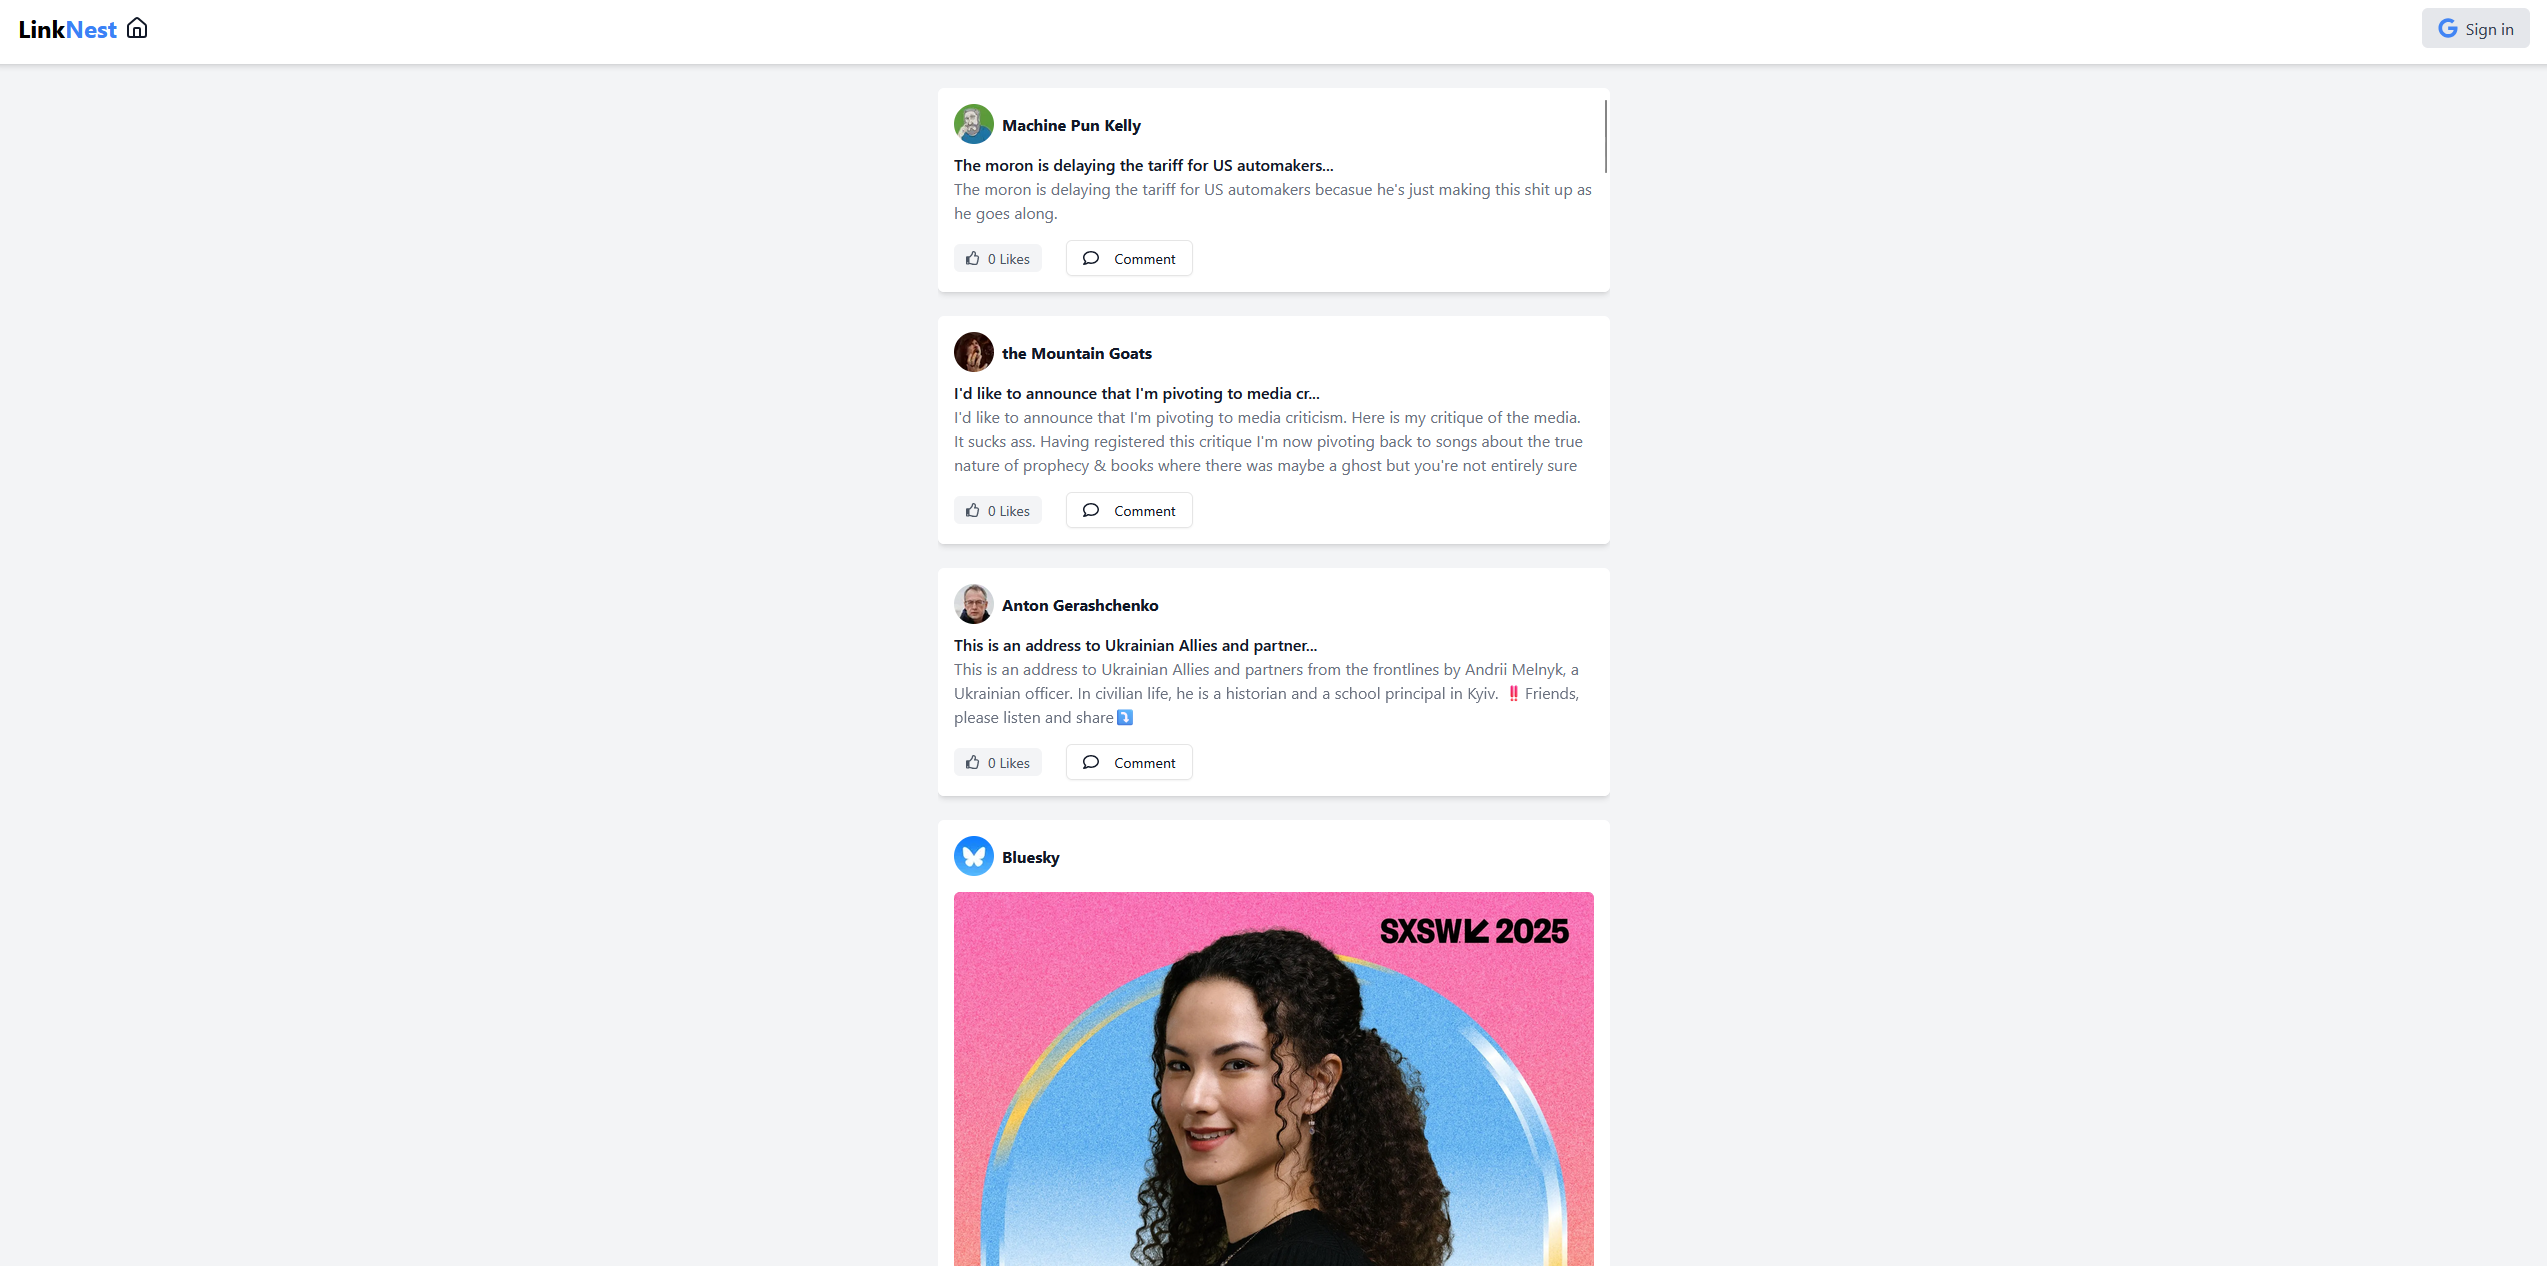 LinkNest
Sign in
Machine Pun Kelly
The moron is delaying the tariff for US automakers...
The moron is delaying the tariff for US automakers becasue he's just making this shit up as
he goes along.
0 Likes
Comment
the Mountain Goats
I'd like to announce that I'm pivoting to media cr...
I'd like to announce that I'm pivoting to media criticism. Here is my critique of the media.
It sucks ass. Having registered this critique I'm now pivoting back to songs about the true
nature of prophecy & books where there was maybe a ghost but you're not entirely sure
0 Likes
Comment
Anton Gerashchenko
This is an address to Ukrainian Allies and partner...
This is an address to Ukrainian Allies and partners from the frontlines by Andrii Melnyk, a
Ukrainian officer. In civilian life, he is a historian and a school principal in Kyiv. ‼️ Friends,
please listen and share⤵️
0 Likes
Comment
Bluesky
SXSW 2025